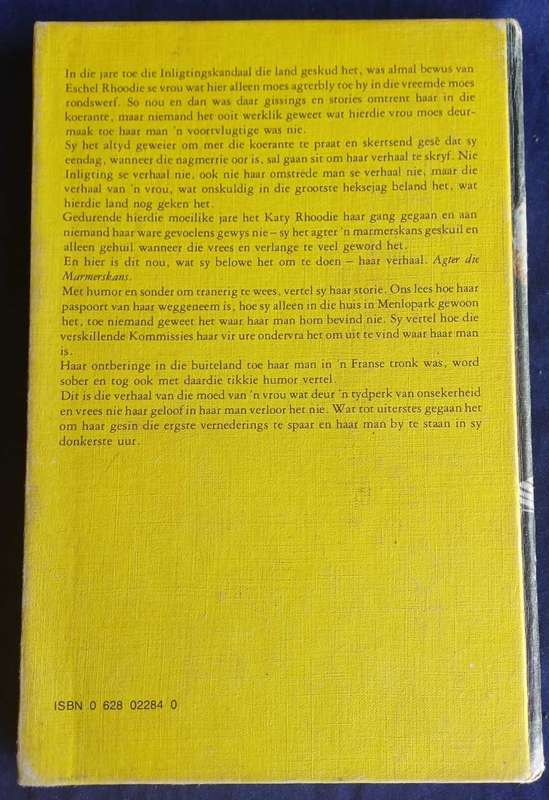 In die jare toe die Inligtingskandaal die land geskud het, was almal bewus van
Eschel Rhoodie se vrou wat hier alleen moes agterbly toe hy in die vreemde moes
rondswerf. So nou en dan was daar gissings en stories omtrent haar in die
koerante, maar niemand het ooit werklik geweet wat hierdie vrou moes deur-
maak toe haar man 'n voortvlugtige was nie.
Sy het altyd geweier om met die koerante te praat en skertsend gesê dat sy
eendag, wanneer die nagmerrie oor is, sal gaan sit om haar verhaal te skryf. Nie
Inligting se verhaal nie, ook nie haar omstrede man se verhaal nie, maar die
verhaal van 'n vrou, wat onskuldig in die grootste heksejag beland het, wat
hierdie land nog geken het.
Gedurende hierdie moeilike jare het Katy Rhoodie haar gang gegaan en aan
niemand haar ware gevoelens gewys nie – sy het agter 'n marmerskans geskuil en
alleen gehuil wanneer die vrees en verlange te veel geword het.
En hier is dit nou, wat sy belowe het om te doen – haar verhaal. Agter die
Marmerskans.
Met humor en sonder om tranerig te wees, vertel sy haar storie. Ons lees hoe haar
paspoort van haar weggeneem is, hoe sy alleen in die huis in Menlopark gewoon
het, toe niemand geweet het waar haar man hom bevind nie. Sy vertel hoe die
verskillende Kommissies haar vir ure ondervra het om uit te vind waar haar man
is.
Haar ontberinge in die buiteland toe haar man in 'n Franse tronk was, word
sober en tog ook met daardie tikkie humor vertel.
Dit is die verhaal van die moed van 'n vrou wat deur 'n tydperk van onsekerheid
en vrees nie haar geloof in haar man verloor het nie. Wat tot uiterstes gegaan het
om haar gesin die ergste vernederings te spaar en haar man by te staan in sy
donkerste uur.
ISBN 0 628 02284 0